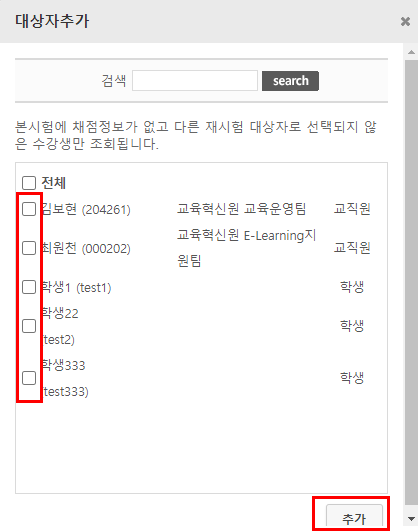 대상자추가
검색 search
본시험에 채점정보가 없고 다른 재시험 대상자로 선택되지 않
은 수강생만 조회됩니다.
전체
김보현 (204261) 교육혁신원 교육운영팀 교직원
최원천 (000202) 교육혁신원 E-Learning지
원팀 교직원
학생1 (test1) 학생
학생22
(test2) 학생
학생333
(test333) 학생
추가